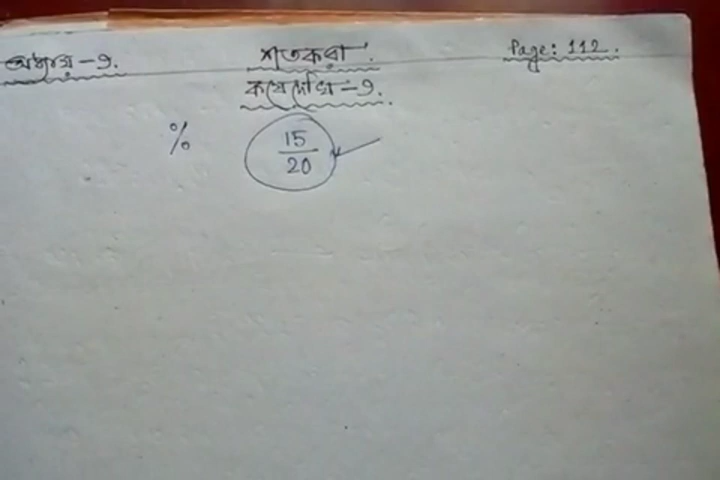 অধ্যায় - ৭. শতকরা. Page: 112.
কষে দেখি - ৭.
% 15/20